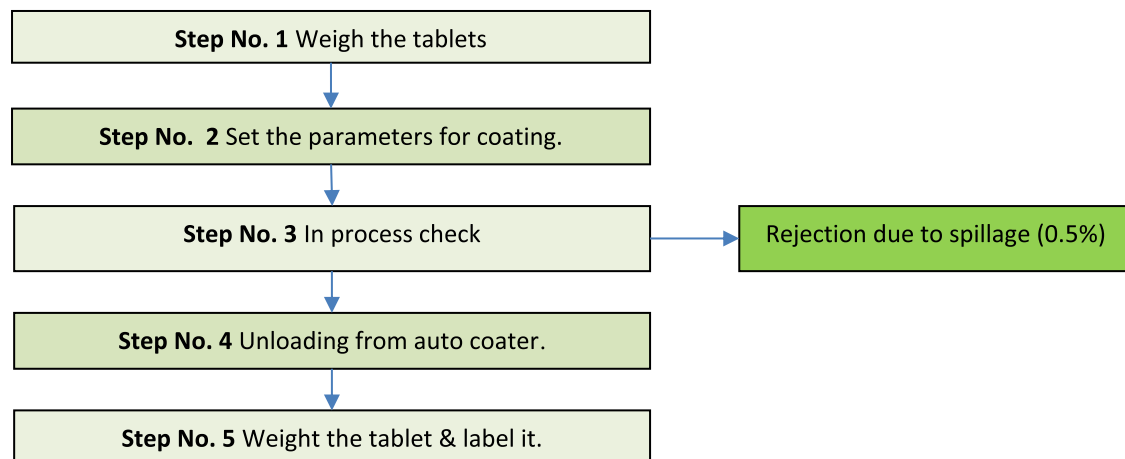 Step No. 1 Weigh the tablets
Step No.  2 Set the parameters for coating.
Step No. 3 In process check
Rejection due to spillage (0.5%)
Step No. 4 Unloading from auto coater.
Step No. 5 Weight the tablet & label it.